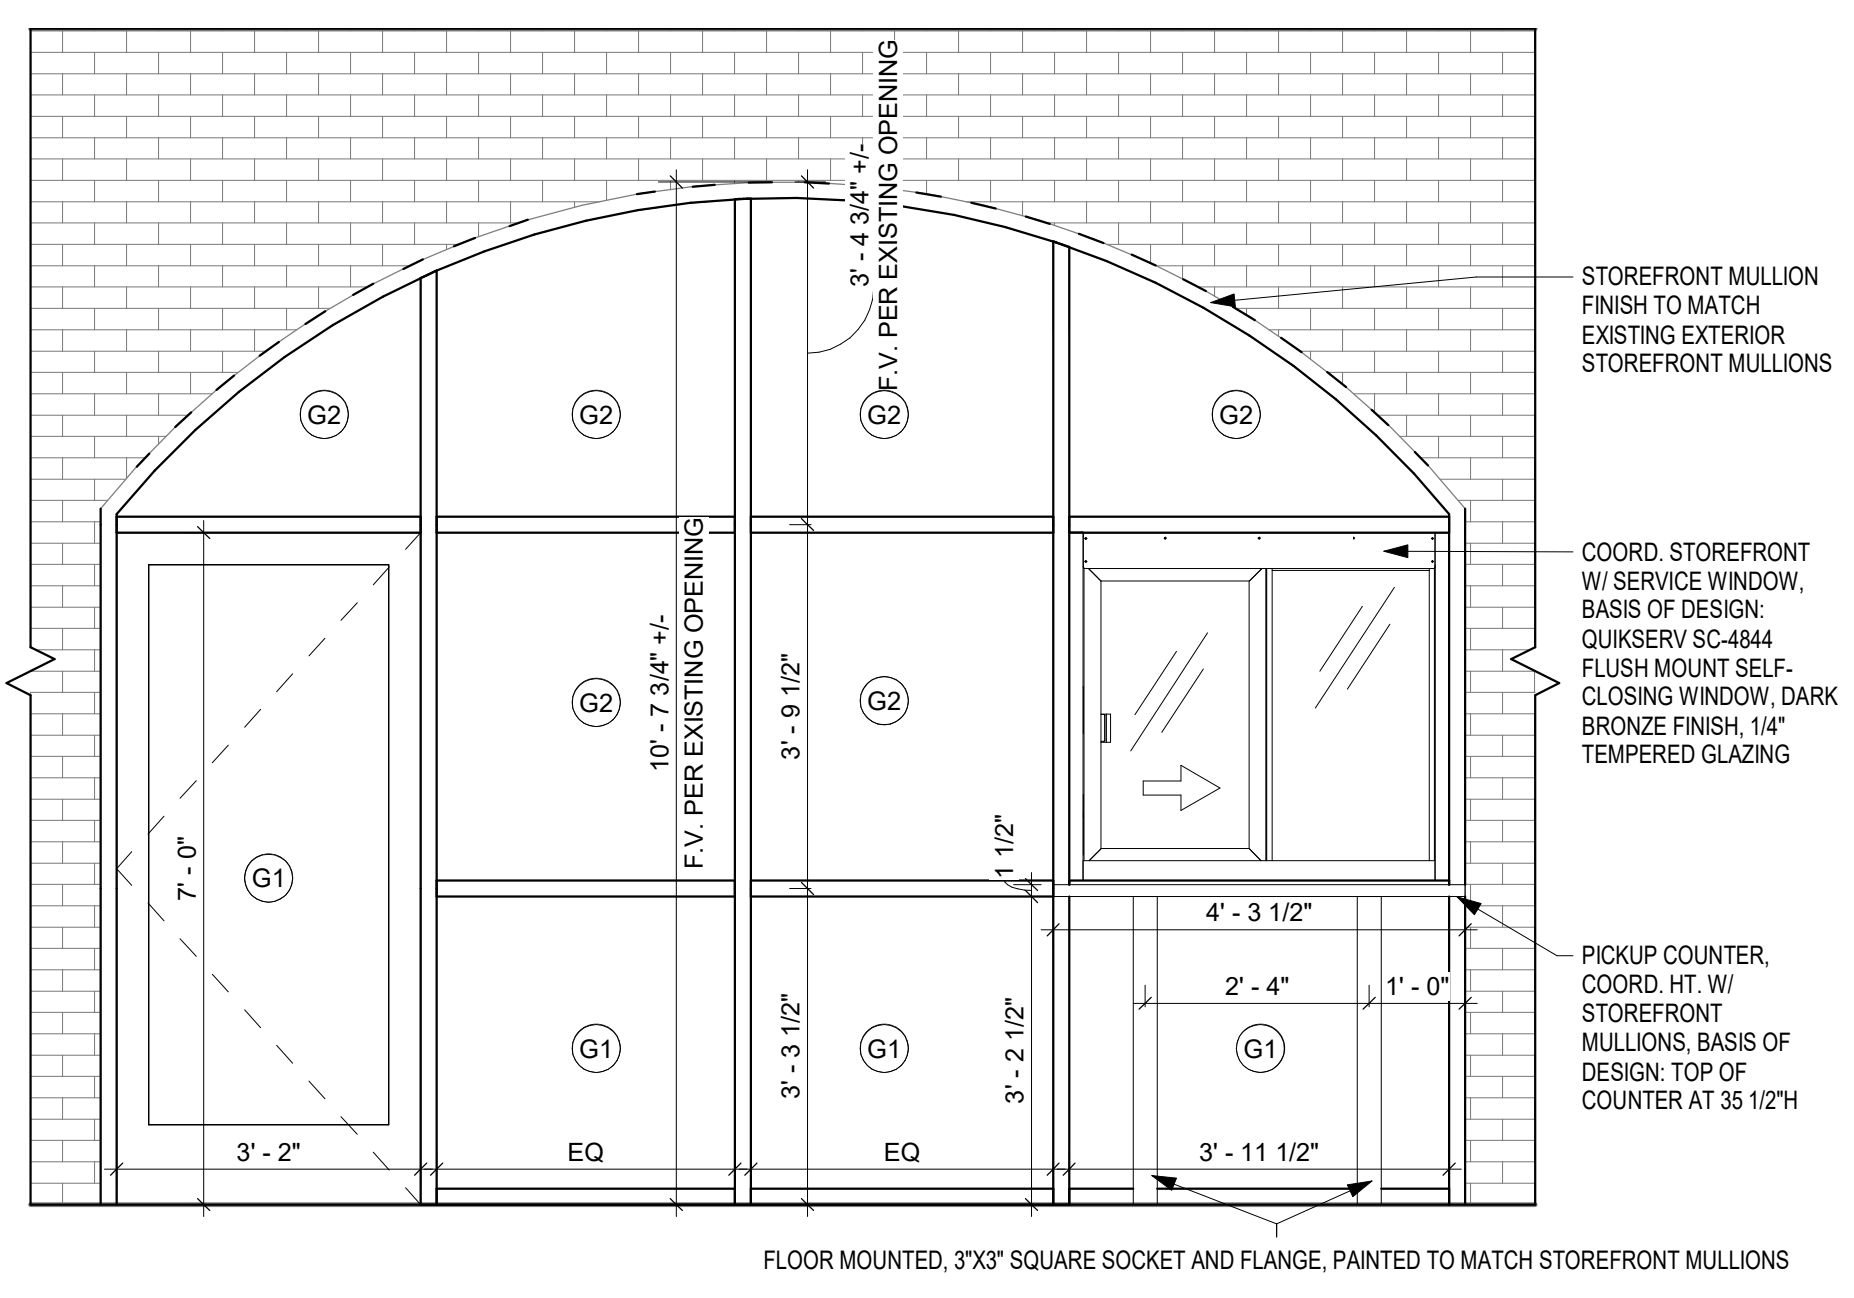 3' - 4 3/4" +/-
F.V. PER EXISTING OPENING
STOREFRONT MULLION
FINISH TO MATCH
EXISTING EXTERIOR
STOREFRONT MULLIONS
G2
G2
G2
G2
10' - 7 3/4" +/-
F.V. PER EXISTING OPENING
COORD. STOREFRONT
W/ SERVICE WINDOW,
BASIS OF DESIGN:
QUIKSERV SC-4844
FLUSH MOUNT SELF-
CLOSING WINDOW, DARK
BRONZE FINISH, 1/4"
TEMPERED GLAZING
G2
3' - 9 1/2"
G2
7' - 0"
G1
1 1/2"
4' - 3 1/2"
PICKUP COUNTER,
COORD. HT. W/
STOREFRONT
MULLIONS, BASIS OF
DESIGN: TOP OF
COUNTER AT 35 1/2"H
2' - 4"
1' - 0"
G1
3' - 3 1/2"
G1
3' - 2 1/2"
G1
3' - 2"
EQ
EQ
3' - 11 1/2"
FLOOR MOUNTED, 3"X3" SQUARE SOCKET AND FLANGE, PAINTED TO MATCH STOREFRONT MULLIONS